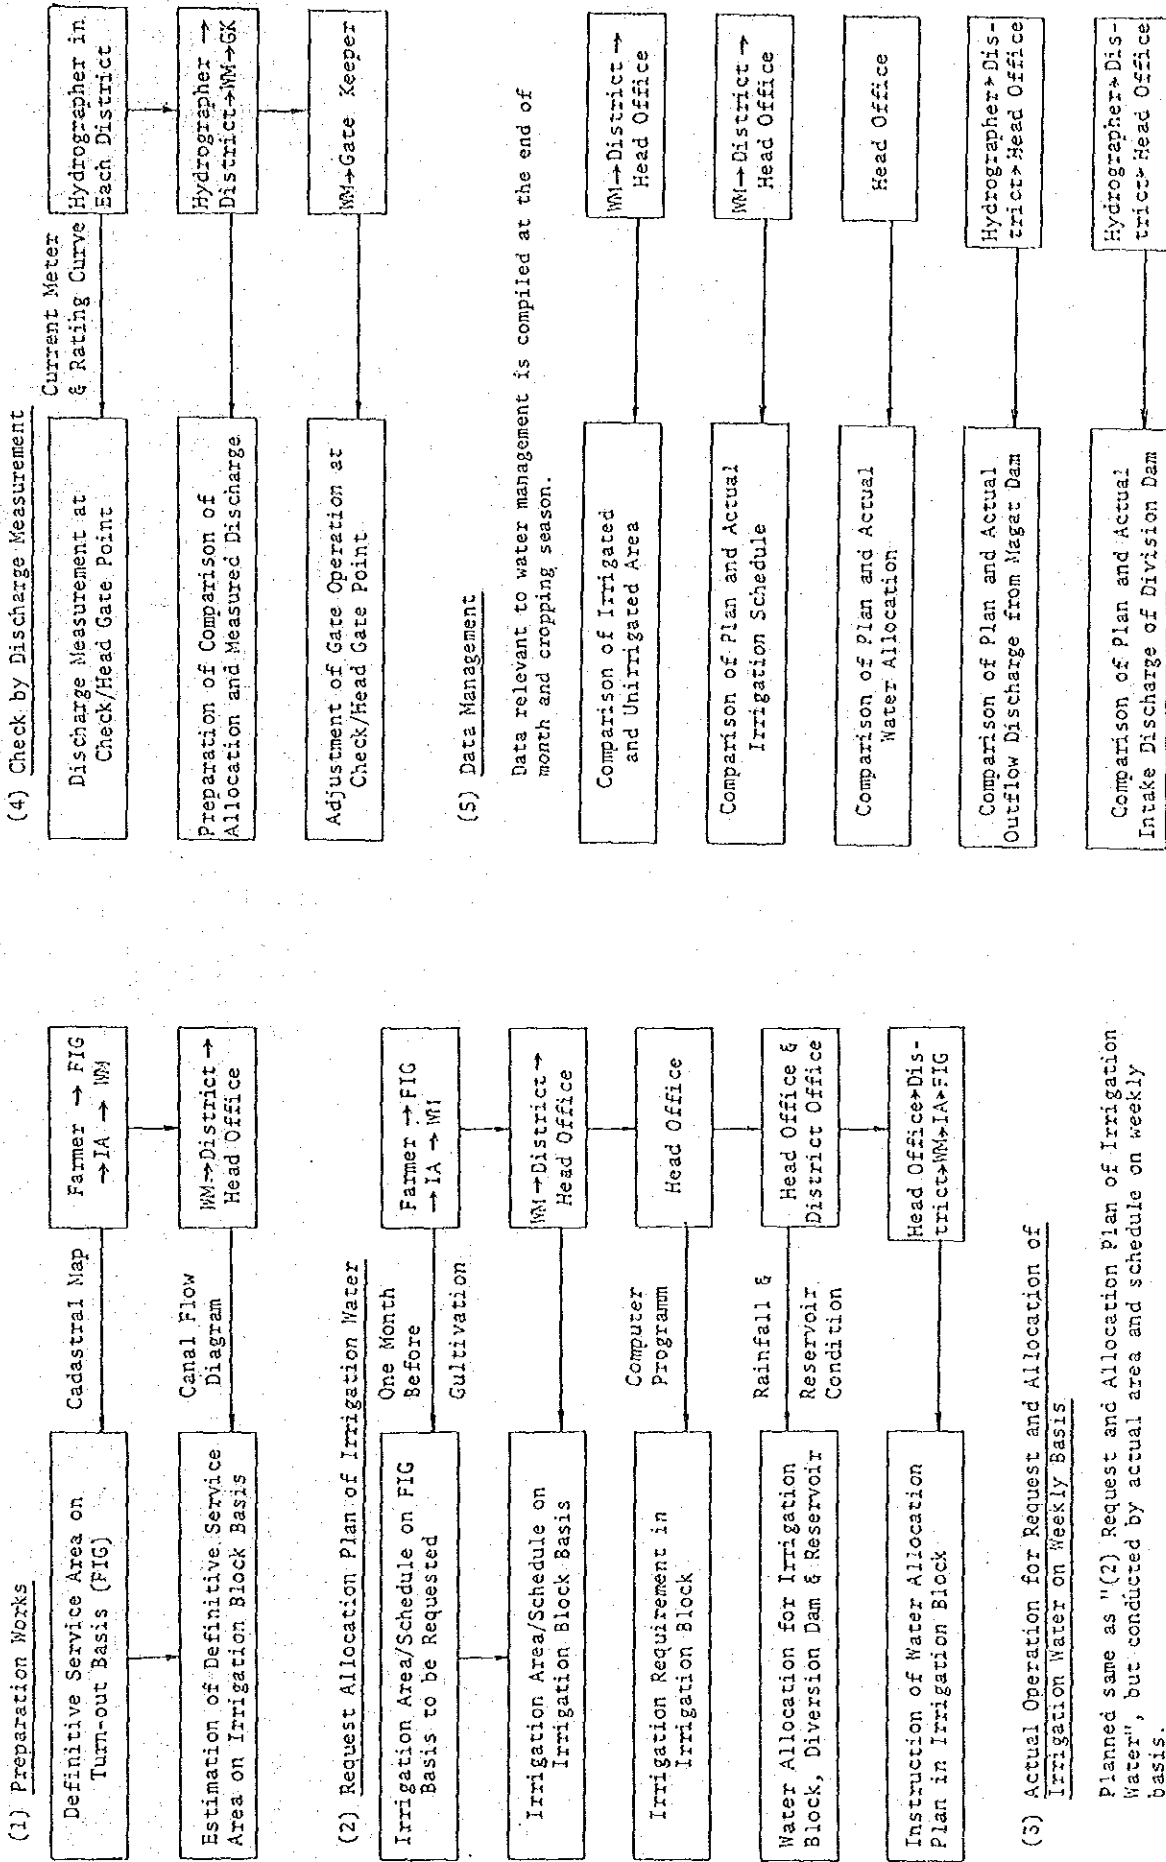 (1) Preparation Works
Definitive Service Area on
Turn-out Basis (FIG)
Cadastral Map
Farmer → FIG
→ IA → WM
Estimation of Definitive Service
Area on Irrigation Block Basis
Canal Flow
Diagram
WM→District→
Head Office
(2) Request Allocation Plan of Irrigation Water
Irrigation Area/Schedule on FIG
Basis to be Requested
One Month
Before
Gultivation
Farmer → FIG
→ IA → WM
Irrigation Area/Schedule on
Irrigation Block Basis
WM→District→
Head Office
Irrigation Requirement in
Irrigation Block
Computer
Programm
Head Office
Water Allocation for Irrigation
Block, Diversion Dam & Reservoir
Rainfall &
Reservoir
Condition
Head Office &
District Office
Instruction of Water Allocation
Plan in Irrigation Block
Head Office→Dis-
trict→WM→IA→FIG
(3) Actual Operation for Request and Allocation of
Irrigation Water on Weekly Basis
Planned same as "(2) Request and Allocation Plan of Irrigation
Water", but conducted by actual area and schedule on weekly
basis.
(4) Check by Discharge Measurement
Discharge Measurement at
Check/Head Gate Point
Current Meter
& Rating Curve
Hydrographer in
Each District
Preparation of Comparison of
Allocation and Measured Discharge
Hydrographer →
District→WM→GK
Adjustment of Gate Operation at
Check/Head Gate Point
WM→Gate Keeper
(5) Data Management
Data relevant to water management is compiled at the end of
month and cropping season.
Comparison of Irrigated
and Unirrigated Area
WM→District→
Head Office
Comparison of Plan and Actual
Irrigation Schedule
WM→District→
Head Office
Comparison of Plan and Actual
Water Allocation
Head Office
Comparison of Plan and Actual
Outflow Discharge from Magat Dam
Hydrographer→Dis-
trict→Head Office
Comparison of Plan and Actual
Intake Discharge of Division Dam
Hydrographer→Dis-
trict→Head Office